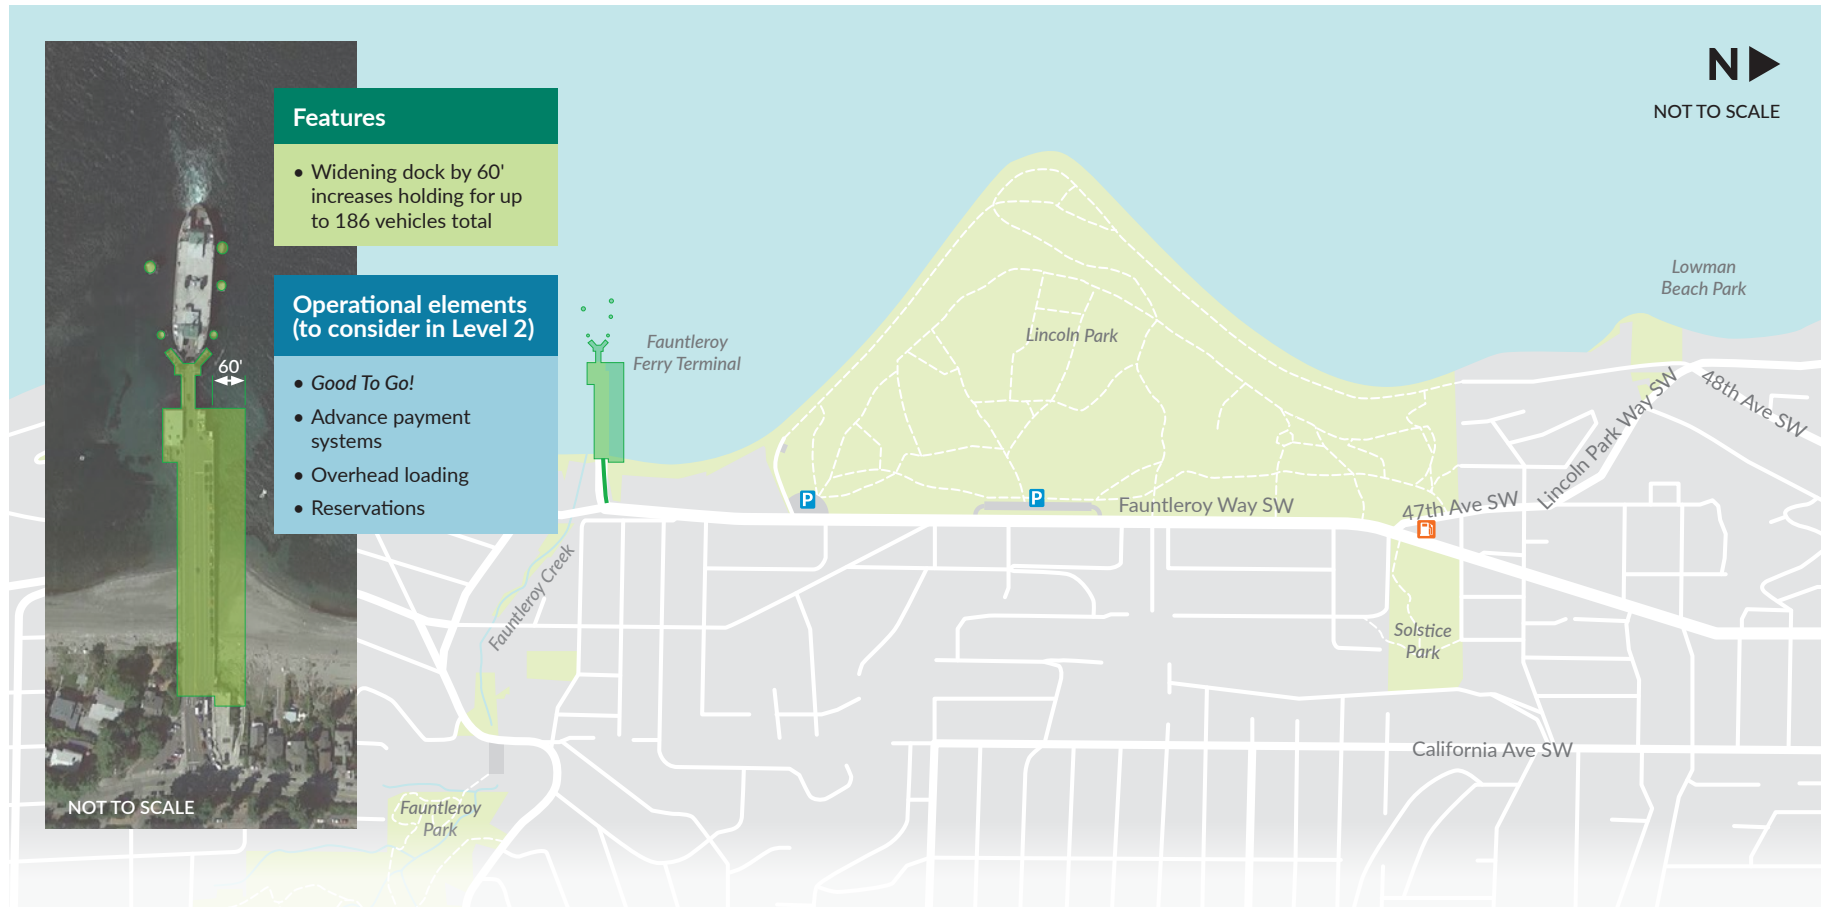 N
NOT TO SCALE
Features
• Widening dock by 60'
increases holding for up
to 186 vehicles total
Operational elements
(to consider in Level 2)
• Good To Go!
• Advance payment
systems
• Overhead loading
• Reservations
60'
NOT TO SCALE
Fauntleroy
Ferry Terminal
Lincoln Park
Lowman
Beach Park
48th Ave SW
Lincoln Park Way SW
47th Ave SW
P
P
Fauntleroy Way SW
Fauntleroy Creek
Solstice
Park
California Ave SW
Fauntleroy
Park